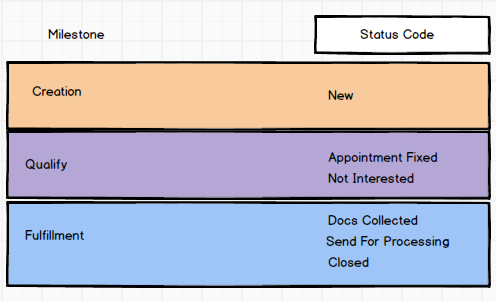 Milestone Status Code
Creation New
Qualify Appointment Fixed
Not Interested
Fulfillment Docs Collected
Send For Processing
Closed